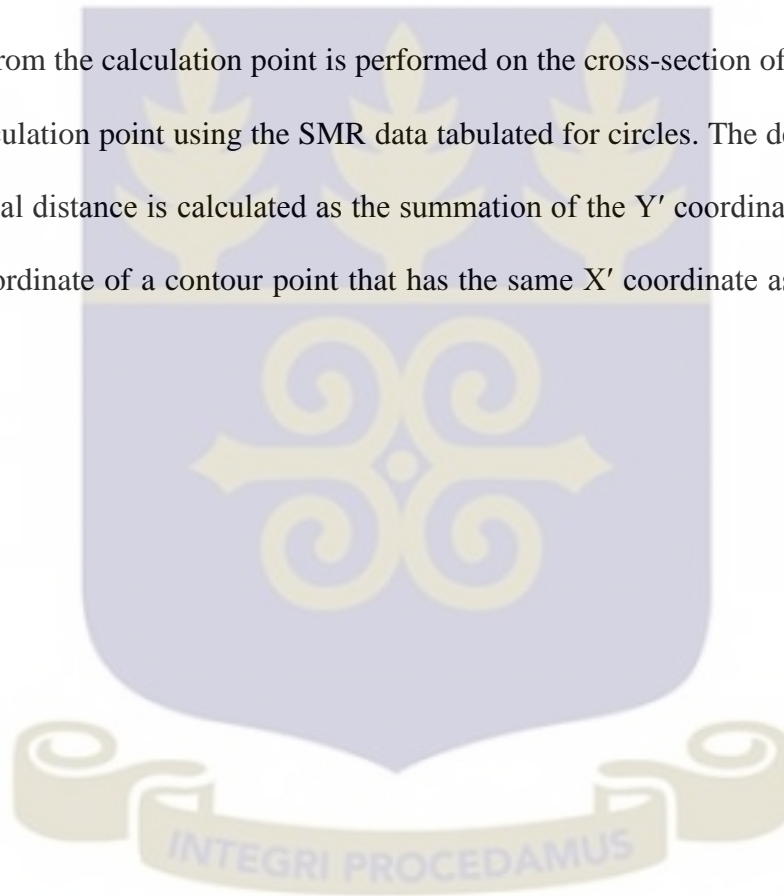 rom the calculation point is performed on the cross-section of
culation point using the SMR data tabulated for circles. The de
al distance is calculated as the summation of the Y′ coordina
ordinate of a contour point that has the same X′ coordinate as
INTEGRI PROCEDAMUS